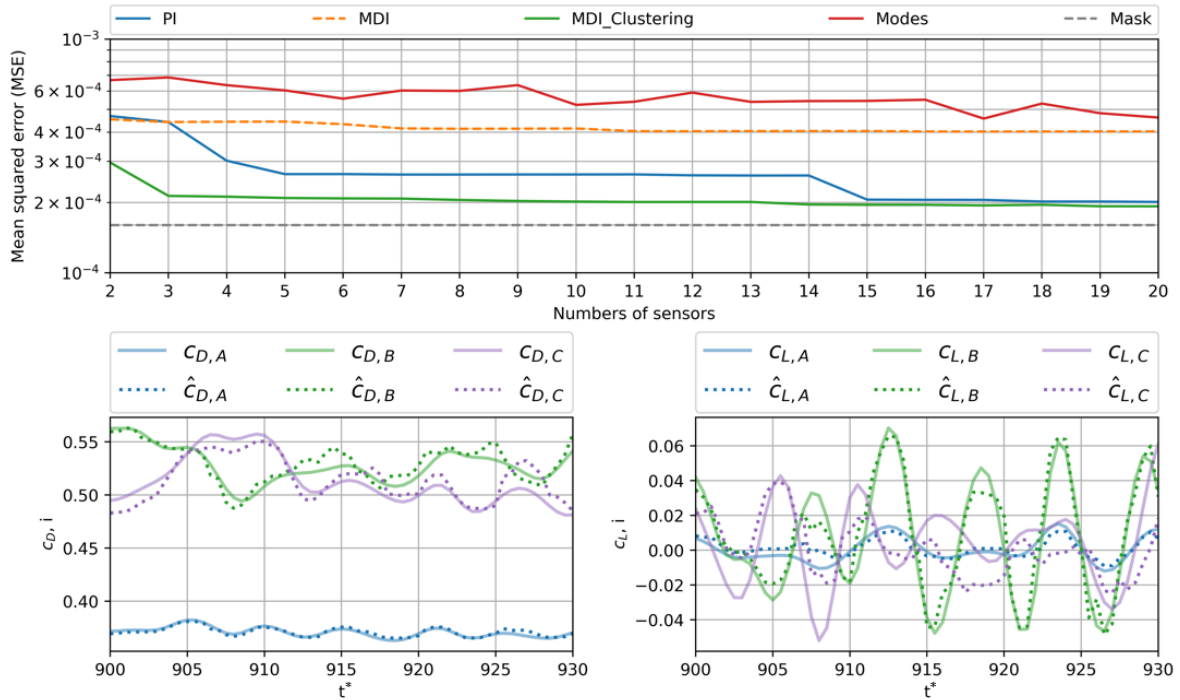 PI MDI MDI_Clustering Modes Mask
10⁻³
6 × 10⁻⁴
4 × 10⁻⁴
3 × 10⁻⁴
2 × 10⁻⁴
10⁻⁴
Mean squared error (MSE)
2 3 4 5 6 7 8 9 10 11 12 13 14 15 16 17 18 19 20
Numbers of sensors
c_{D, A} c_{D, B} c_{D, C}
ĉ_{D, A} ĉ_{D, B} ĉ_{D, C}
0.55
0.50
0.45
0.40
c_D, i
900 905 910 915 920 925 930
t*
c_{L, A} c_{L, B} c_{L, C}
ĉ_{L, A} ĉ_{L, B} ĉ_{L, C}
0.06
0.04
0.02
0.00
−0.02
−0.04
c_L, i
900 905 910 915 920 925 930
t*